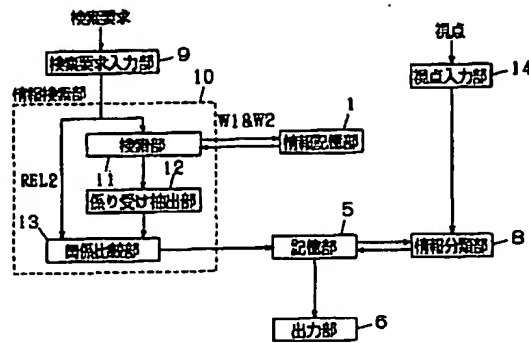 検索要求
視点
検索要求入力部
9
視点入力部
14
情報検索部
10
W1&W2
1
検索部
情報記憶部
11
12
REL2
係り受け抽出部
13
関係比較部
5
記憶部
情報分類部
8
出力部
6